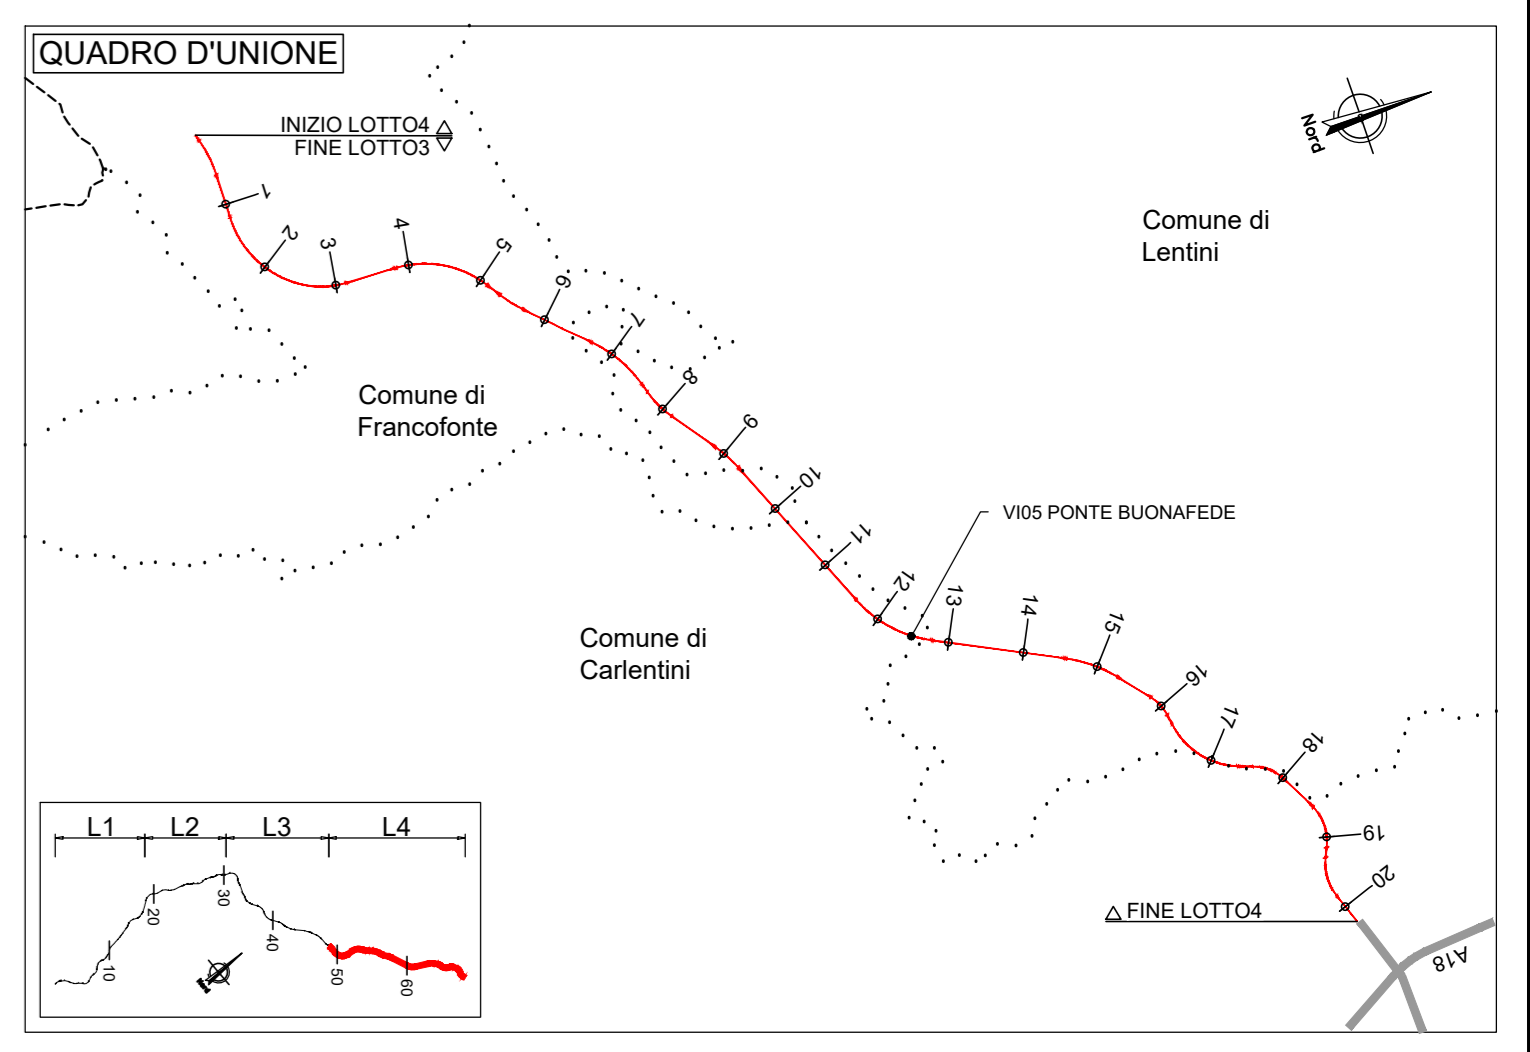 QUADRO D'UNIONE
INIZIO LOTTO4
FINE LOTTO3
Nord
Comune di
Lentini
1
2
3
4
5
6
7
8
9
10
11
12
13
14
15
16
17
18
19
20
Comune di
Francofonte
VI05 PONTE BUONAFEDE
Comune di
Carlentini
FINE LOTTO4
A18
L1 L2 L3 L4
10
20
30
40
50
60